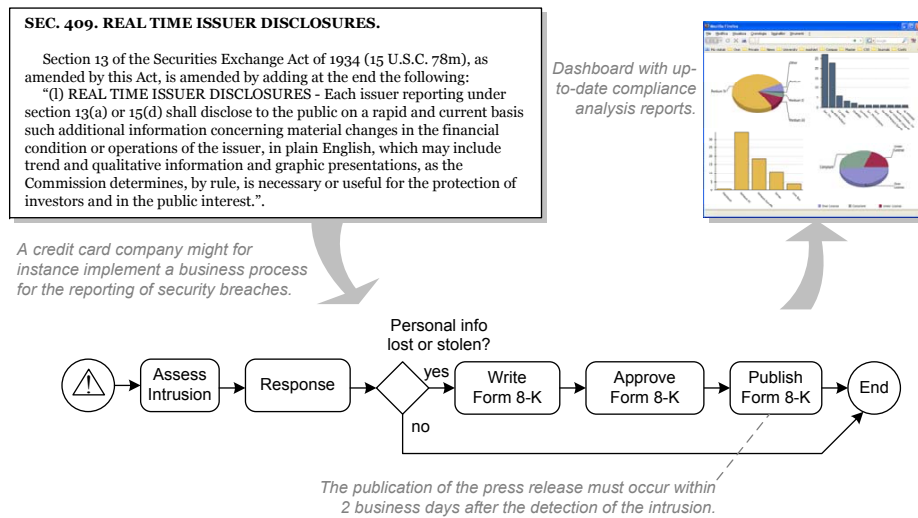 SEC. 409. REAL TIME ISSUER DISCLOSURES.
Section 13 of the Securities Exchange Act of 1934 (15 U.S.C. 78m), as
amended by this Act, is amended by adding at the end the following:
“(l) REAL TIME ISSUER DISCLOSURES - Each issuer reporting under
section 13(a) or 15(d) shall disclose to the public on a rapid and current basis
such additional information concerning material changes in the financial
condition or operations of the issuer, in plain English, which may include
trend and qualitative information and graphic presentations, as the
Commission determines, by rule, is necessary or useful for the protection of
investors and in the public interest.”.
Dashboard with up-
to-date compliance
analysis reports.
A credit card company might for
instance implement a business process
for the reporting of security breaches.
Personal info
lost or stolen?
Assess
Intrusion
Response
yes
no
Write
Form 8-K
Approve
Form 8-K
Publish
Form 8-K
End
The publication of the press release must occur within
2 business days after the detection of the intrusion.